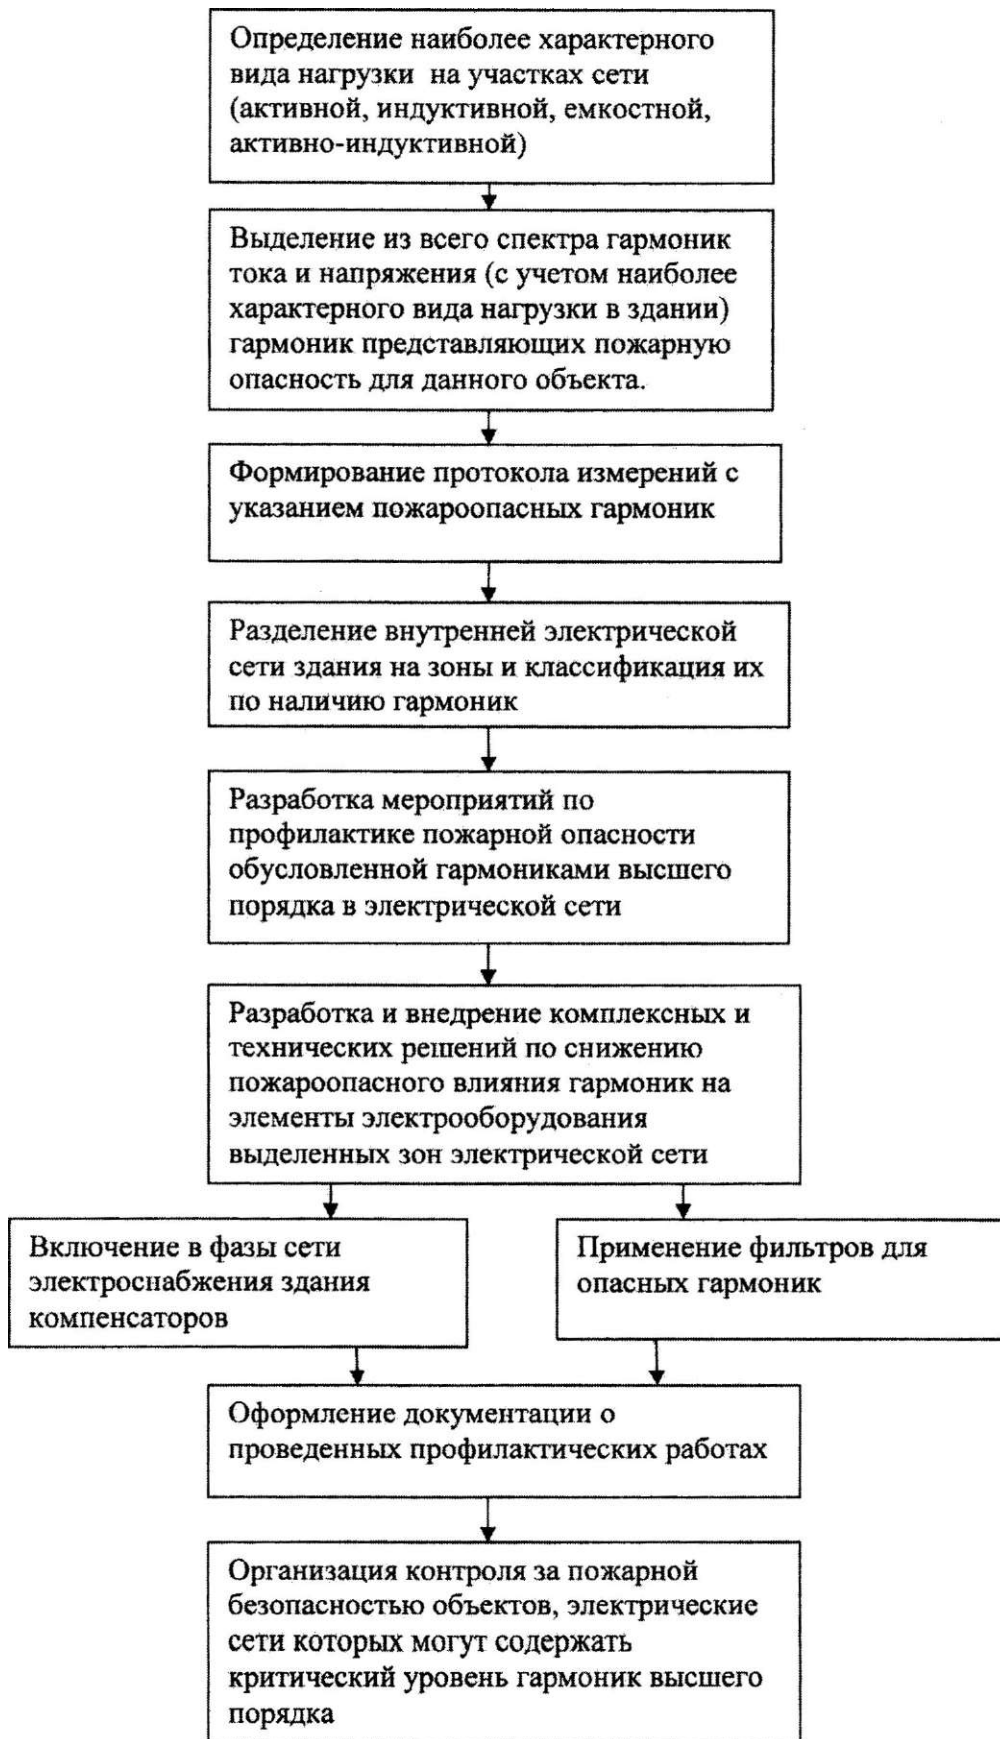 Определение наиболее характерного
вида нагрузки на участках сети
(активной, индуктивной, емкостной,
активно-индуктивной)
Выделение из всего спектра гармоник
тока и напряжения (с учетом наиболее
характерного вида нагрузки в здании)
гармоник представляющих пожарную
опасность для данного объекта.
Формирование протокола измерений с
указанием пожароопасных гармоник
Разделение внутренней электрической
сети здания на зоны и классификация их
по наличию гармоник
Разработка мероприятий по
профилактике пожарной опасности
обусловленной гармониками высшего
порядка в электрической сети
Разработка и внедрение комплексных и
технических решений по снижению
пожароопасного влияния гармоник на
элементы электрооборудования
выделенных зон электрической сети
Включение в фазы сети
электроснабжения здания
компенсаторов
Применение фильтров для
опасных гармоник
Оформление документации о
проведенных профилактических работах
Организация контроля за пожарной
безопасностью объектов, электрические
сети которых могут содержать
критический уровень гармоник высшего
порядка